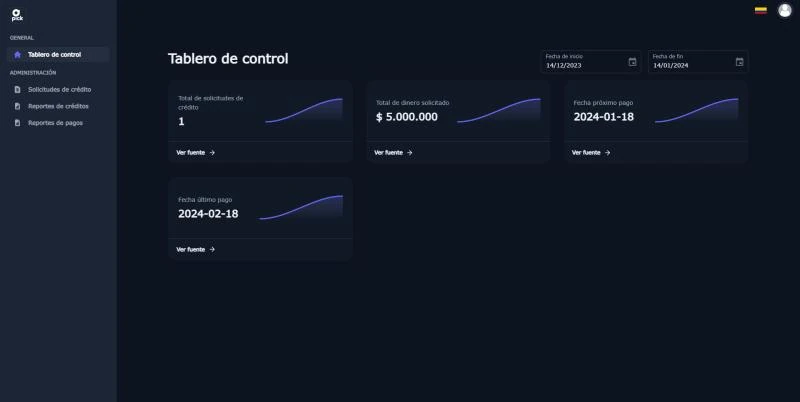 pick
GENERAL
Tablero de control
ADMINISTRACIÓN
Solicitudes de crédito
Reportes de créditos
Reportes de pagos
Tablero de control
Fecha de inicio
14/12/2023
Fecha de fin
14/01/2024
Total de solicitudes de
crédito
1
Ver fuente
Total de dinero solicitado
$ 5.000.000
Ver fuente
Fecha próximo pago
2024-01-18
Ver fuente
Fecha último pago
2024-02-18
Ver fuente